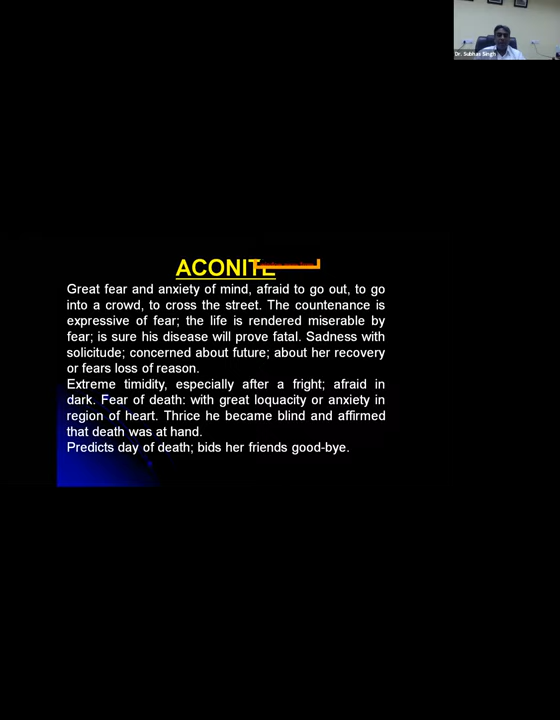 Dr. Subhas Singh
ACONITE
Great fear and anxiety of mind, afraid to go out, to go
into a crowd, to cross the street. The countenance is
expressive of fear; the life is rendered miserable by
fear; is sure his disease will prove fatal. Sadness with
solicitude; concerned about future; about her recovery
or fears loss of reason.
Extreme timidity, especially after a fright; afraid in
dark. Fear of death: with great loquacity or anxiety in
region of heart. Thrice he became blind and affirmed
that death was at hand.
Predicts day of death; bids her friends good-bye.